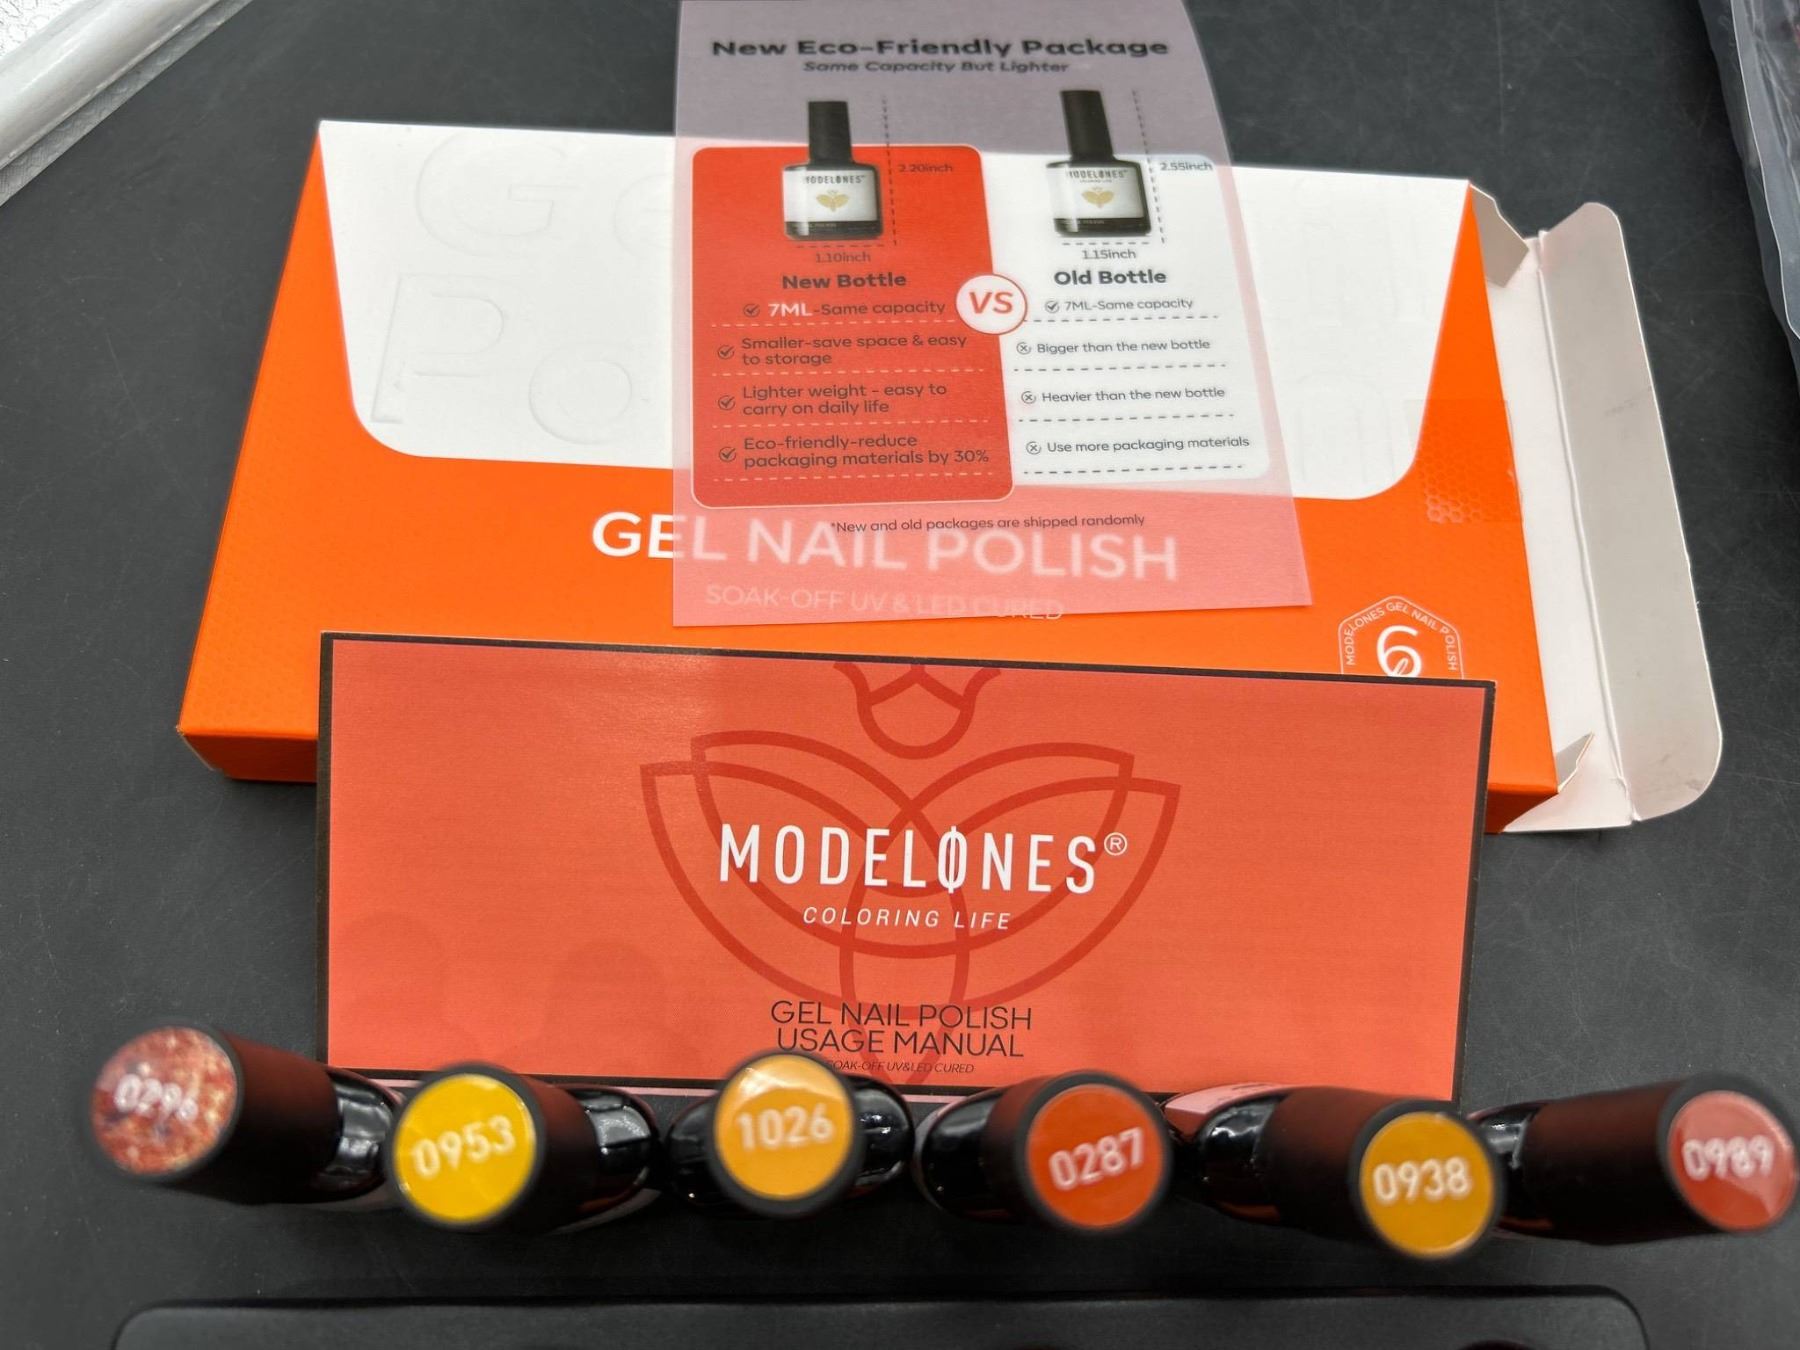 New Eco-Friendly Package
Same Capacity But Lighter
2.20inch
2.55inch
MODELONES
MODELONES
1.10inch
1.15inch
New Bottle
Old Bottle
VS
7ML-Same capacity
7ML-Same capacity
Smaller-save space & easy
to storage
Bigger than the new bottle
Lighter weight - easy to
carry on daily life
Heavier than the new bottle
Eco-friendly-reduce
packaging materials by 30%
Use more packaging materials
*New and old packages are shipped randomly
Ge
Po
GEL NAIL POLISH
SOAK-OFF UV & LED CURED
MODELONES GEL NAIL POLISH
6
MODELØNES®
COLORING LIFE
GEL NAIL POLISH
USAGE MANUAL
SOAK-OFF UV&LED CURED
0296
0953
1026
0287
0938
0989